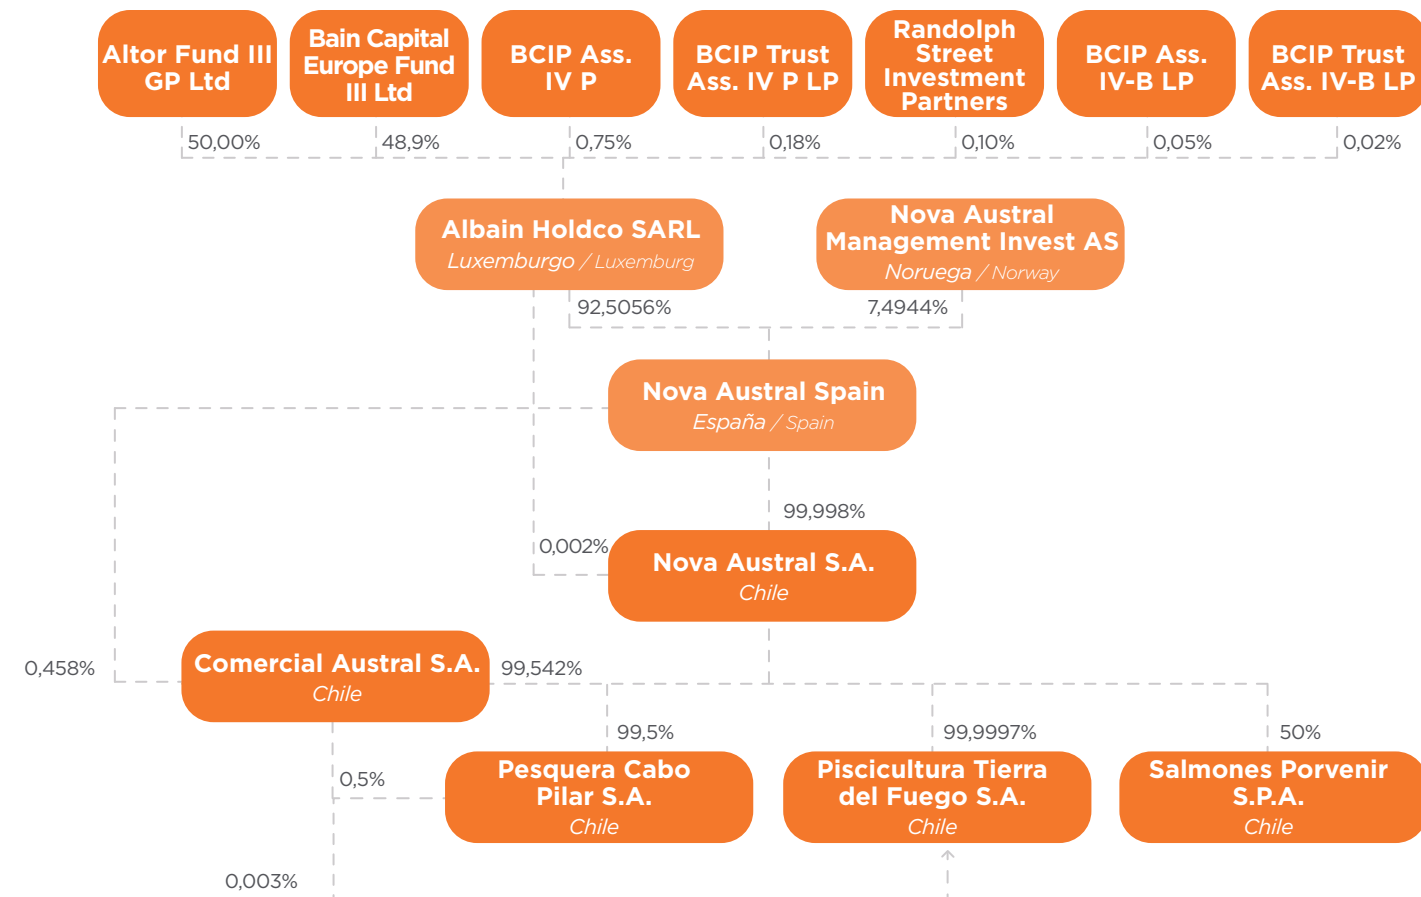 Altor Fund III
GP Ltd
Bain Capital
Europe Fund
III Ltd
BCIP Ass.
IV P
BCIP Trust
Ass. IV P LP
Randolph
Street
Investment
Partners
BCIP Ass.
IV-B LP
BCIP Trust
Ass. IV-B LP
50,00%
48,9%
0,75%
0,18%
0,10%
0,05%
0,02%
Albain Holdco SARL
Luxemburgo / Luxemburg
Nova Austral
Management Invest AS
Noruega / Norway
92,5056%
7,4944%
Nova Austral Spain
España / Spain
99,998%
0,002%
Nova Austral S.A.
Chile
0,458%
Comercial Austral S.A.
Chile
99,542%
99,5%
99,9997%
50%
0,5%
Pesquera Cabo
Pilar S.A.
Chile
Piscicultura Tierra
del Fuego S.A.
Chile
Salmones Porvenir
S.P.A.
Chile
0,003%